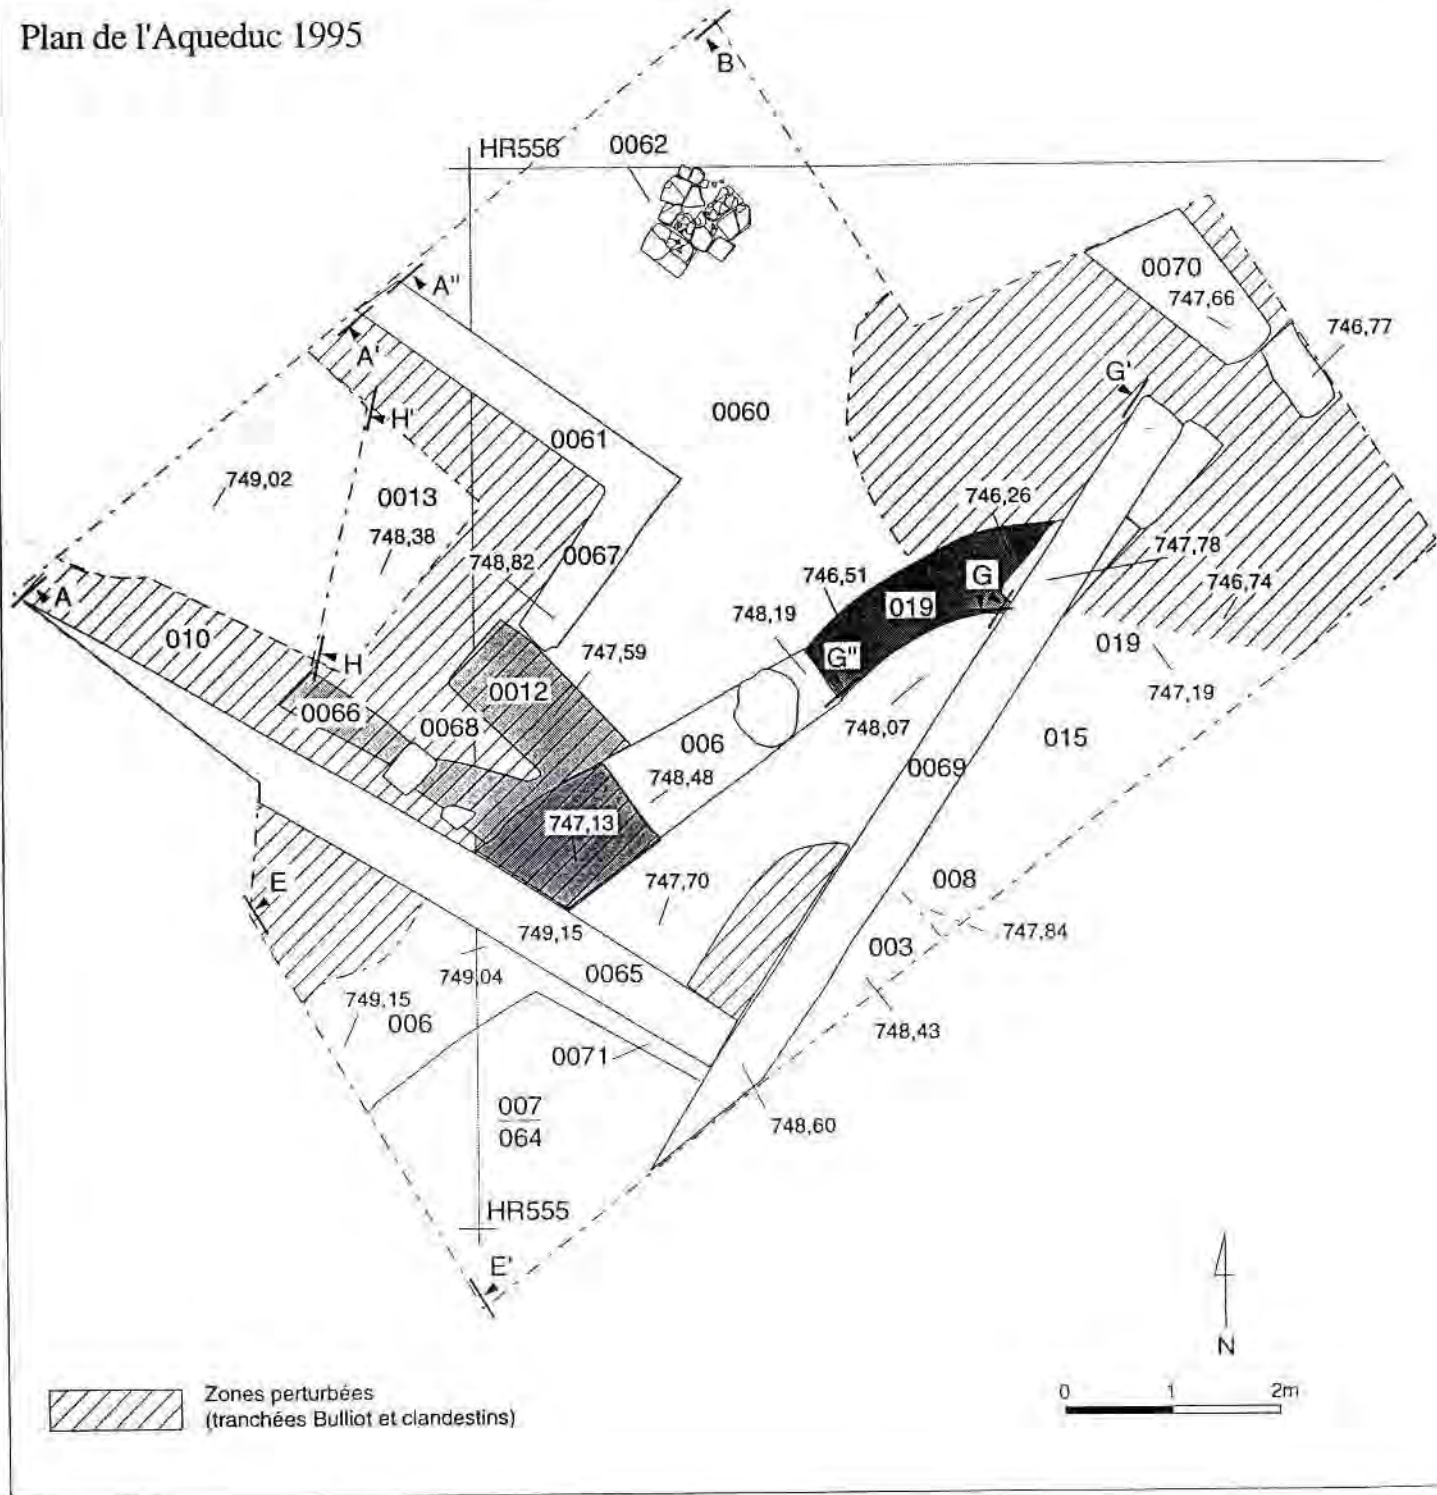 Plan de l'Aqueduc 1995
B
HR556
0062
0070
747,66
746,77
A"
A'
G'
H'
0060
0061
749,02
0013
746,26
748,38
748,82
0067
747,78
746,51
G
746,74
A
748,19
019
010
019
H
747,59
G"
0012
747,19
0066
0068
748,07
006
015
0069
748,48
747,13
008
E
747,70
749,15
747,84
003
749,04
0065
749,15
006
748,43
0071
007
064
748,60
HR555
E'
N
Zones perturbées
(tranchées Bulliot et clandestins)
0 1 2m